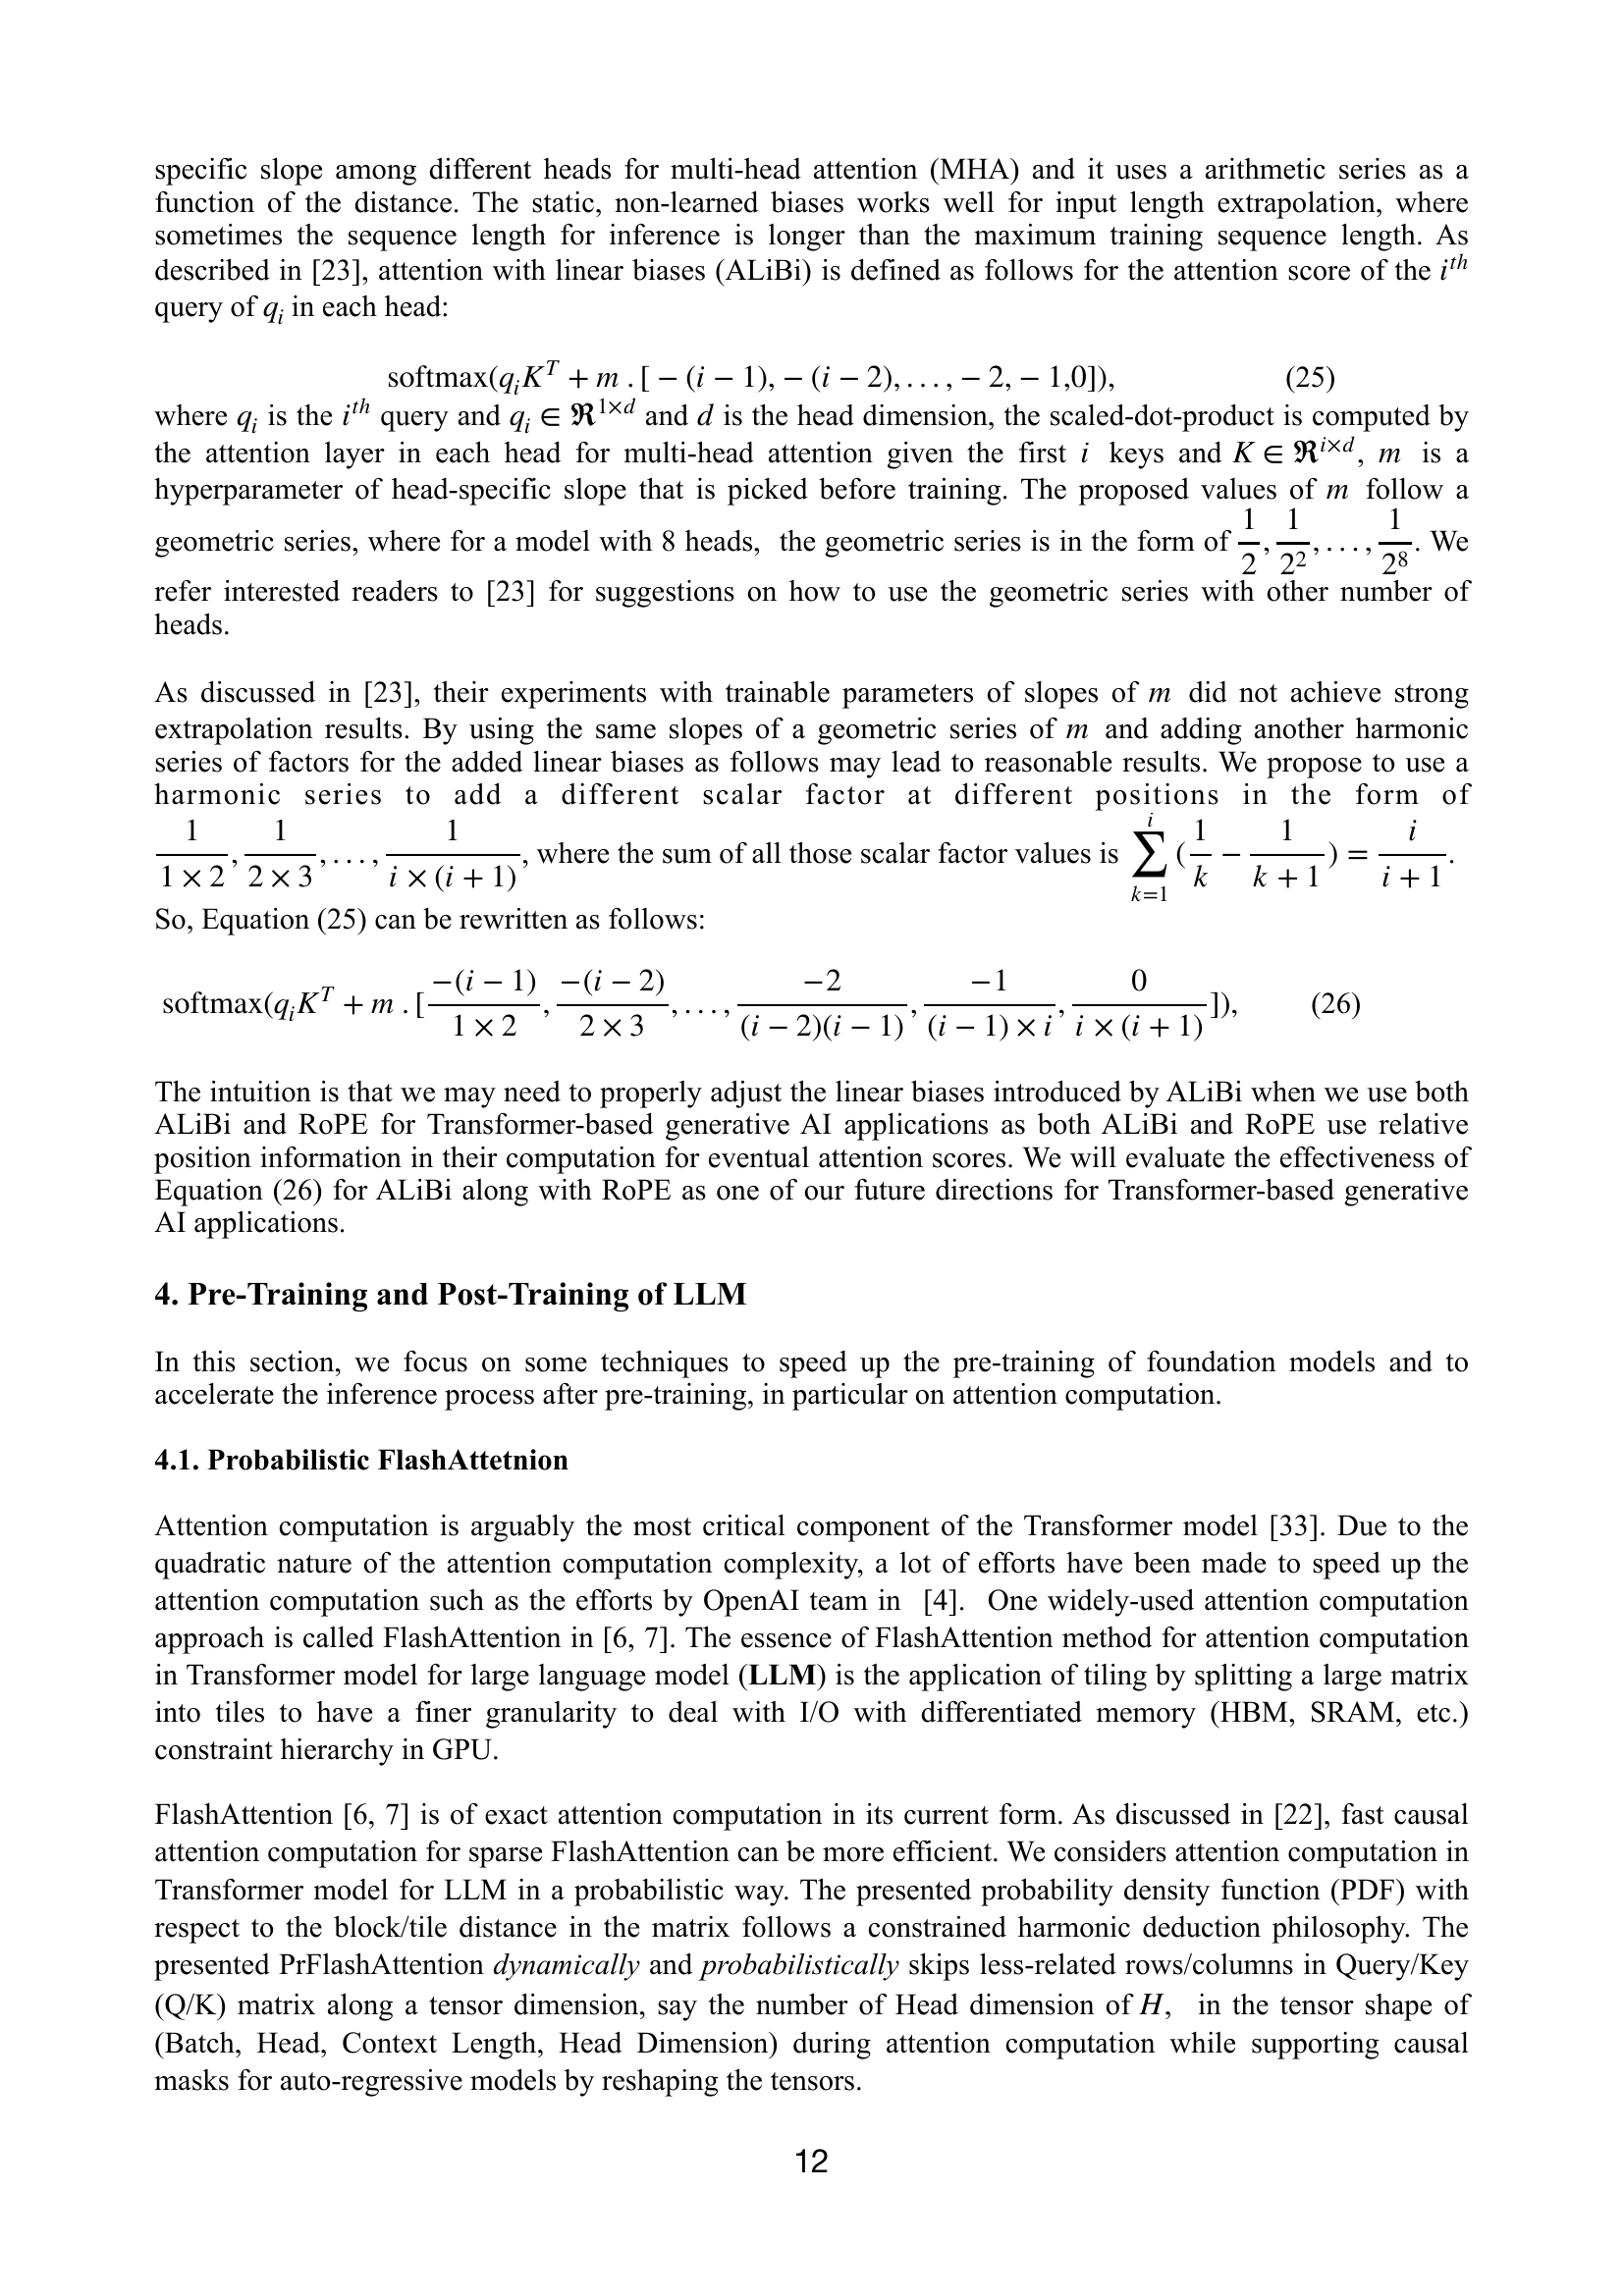 specific slope among different heads for multi-head attention (MHA) and it uses a arithmetic series as a
function of the distance. The static, non-learned biases works well for input length extrapolation, where
sometimes the sequence length for inference is longer than the maximum training sequence length. As
described in [23], attention with linear biases (ALiBi) is defined as follows for the attention score of the $i^{th}$
query of $q_i$ in each head:
$\text{softmax}(q_i K^T + m . [ - (i - 1), - (i - 2), . . . , - 2, - 1,0]),$ (25)
where $q_i$ is the $i^{th}$ query and $q_i \in \Re^{1 \times d}$ and $d$ is the head dimension, the scaled-dot-product is computed by
the attention layer in each head for multi-head attention given the first $i$ keys and $K \in \Re^{i \times d}$, $m$ is a
hyperparameter of head-specific slope that is picked before training. The proposed values of $m$ follow a
geometric series, where for a model with 8 heads, the geometric series is in the form of $\frac{1}{2}, \frac{1}{2^2}, . . . , \frac{1}{2^8}$. We
refer interested readers to [23] for suggestions on how to use the geometric series with other number of
heads.
As discussed in [23], their experiments with trainable parameters of slopes of $m$ did not achieve strong
extrapolation results. By using the same slopes of a geometric series of $m$ and adding another harmonic
series of factors for the added linear biases as follows may lead to reasonable results. We propose to use a
harmonic series to add a different scalar factor at different positions in the form of
$\frac{1}{1 \times 2}, \frac{1}{2 \times 3}, . . . , \frac{1}{i \times (i + 1)}$, where the sum of all those scalar factor values is $\sum_{k=1}^{i} (\frac{1}{k} - \frac{1}{k + 1}) = \frac{i}{i + 1}$.
So, Equation (25) can be rewritten as follows:
$\text{softmax}(q_i K^T + m . [\frac{-(i - 1)}{1 \times 2}, \frac{-(i - 2)}{2 \times 3}, . . . , \frac{-2}{(i - 2)(i - 1)}, \frac{-1}{(i - 1) \times i}, \frac{0}{i \times (i + 1)}]),$ (26)
The intuition is that we may need to properly adjust the linear biases introduced by ALiBi when we use both
ALiBi and RoPE for Transformer-based generative AI applications as both ALiBi and RoPE use relative
position information in their computation for eventual attention scores. We will evaluate the effectiveness of
Equation (26) for ALiBi along with RoPE as one of our future directions for Transformer-based generative
AI applications.
4. Pre-Training and Post-Training of LLM
In this section, we focus on some techniques to speed up the pre-training of foundation models and to
accelerate the inference process after pre-training, in particular on attention computation.
4.1. Probabilistic FlashAttetnion
Attention computation is arguably the most critical component of the Transformer model [33]. Due to the
quadratic nature of the attention computation complexity, a lot of efforts have been made to speed up the
attention computation such as the efforts by OpenAI team in [4]. One widely-used attention computation
approach is called FlashAttention in [6, 7]. The essence of FlashAttention method for attention computation
in Transformer model for large language model (LLM) is the application of tiling by splitting a large matrix
into tiles to have a finer granularity to deal with I/O with differentiated memory (HBM, SRAM, etc.)
constraint hierarchy in GPU.
FlashAttention [6, 7] is of exact attention computation in its current form. As discussed in [22], fast causal
attention computation for sparse FlashAttention can be more efficient. We considers attention computation in
Transformer model for LLM in a probabilistic way. The presented probability density function (PDF) with
respect to the block/tile distance in the matrix follows a constrained harmonic deduction philosophy. The
presented PrFlashAttention dynamically and probabilistically skips less-related rows/columns in Query/Key
(Q/K) matrix along a tensor dimension, say the number of Head dimension of $H$, in the tensor shape of
(Batch, Head, Context Length, Head Dimension) during attention computation while supporting causal
masks for auto-regressive models by reshaping the tensors.
12